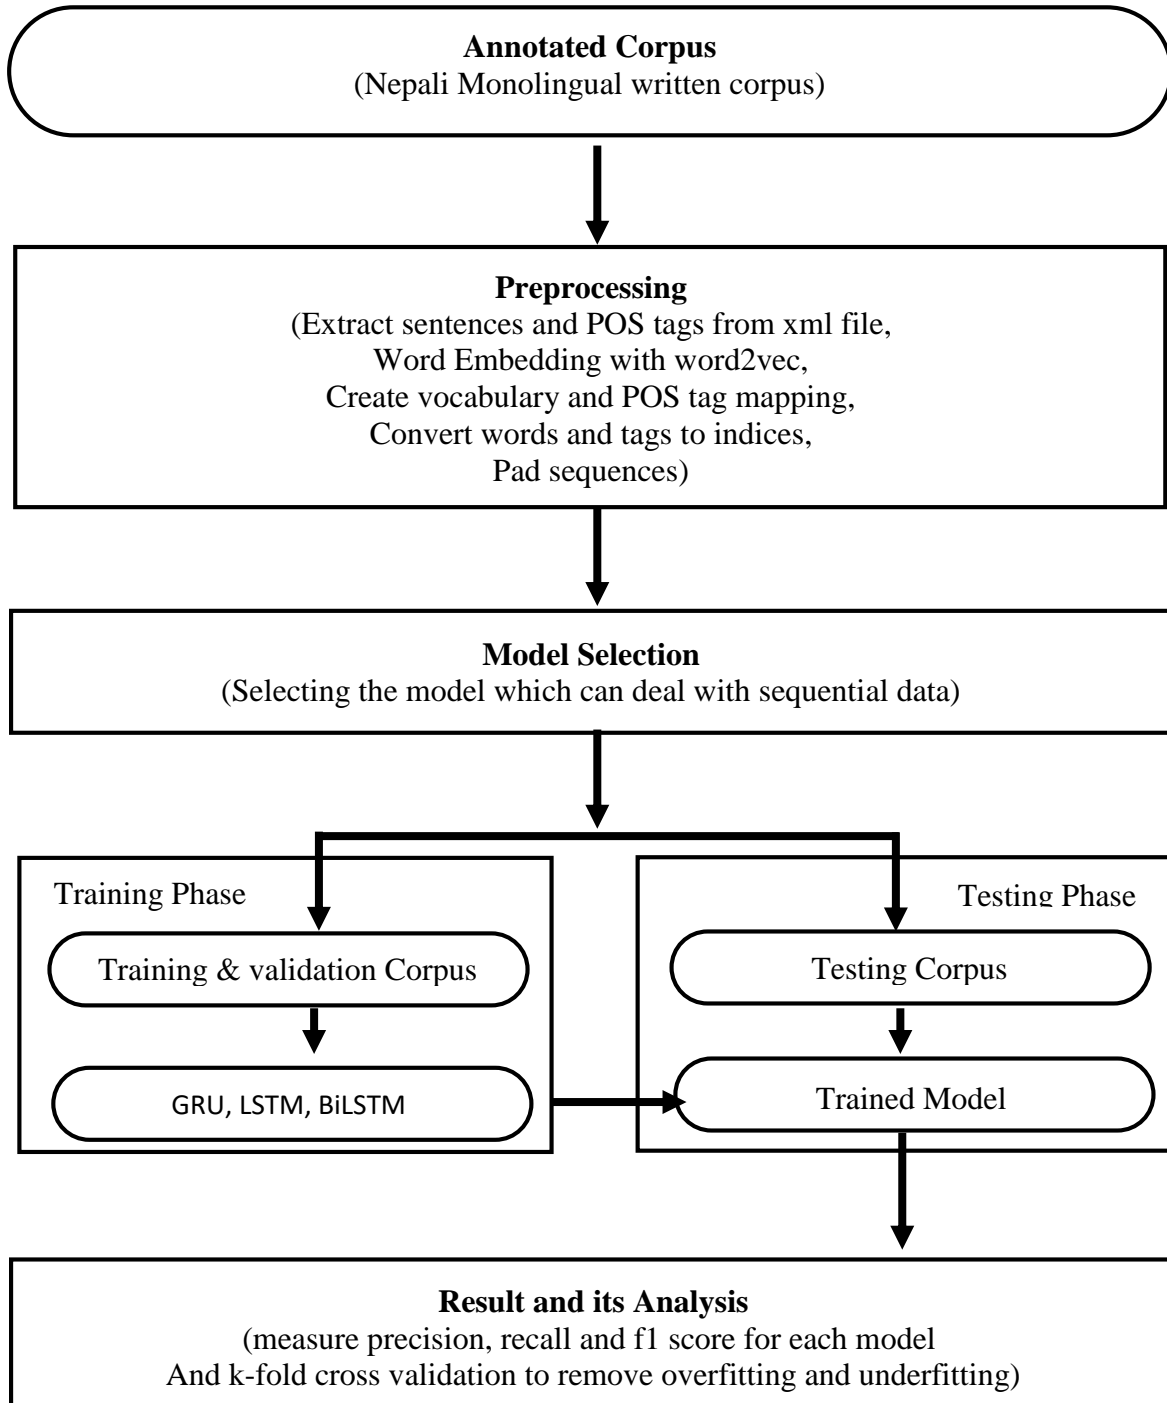 Annotated Corpus
(Nepali Monolingual written corpus)
Preprocessing
(Extract sentences and POS tags from xml file,
Word Embedding with word2vec,
Create vocabulary and POS tag mapping,
Convert words and tags to indices,
Pad sequences)
Model Selection
(Selecting the model which can deal with sequential data)
Training Phase
Training & validation Corpus
GRU, LSTM, BiLSTM
Testing Phase
Testing Corpus
Trained Model
Result and its Analysis
(measure precision, recall and f1 score for each model
And k-fold cross validation to remove overfitting and underfitting)